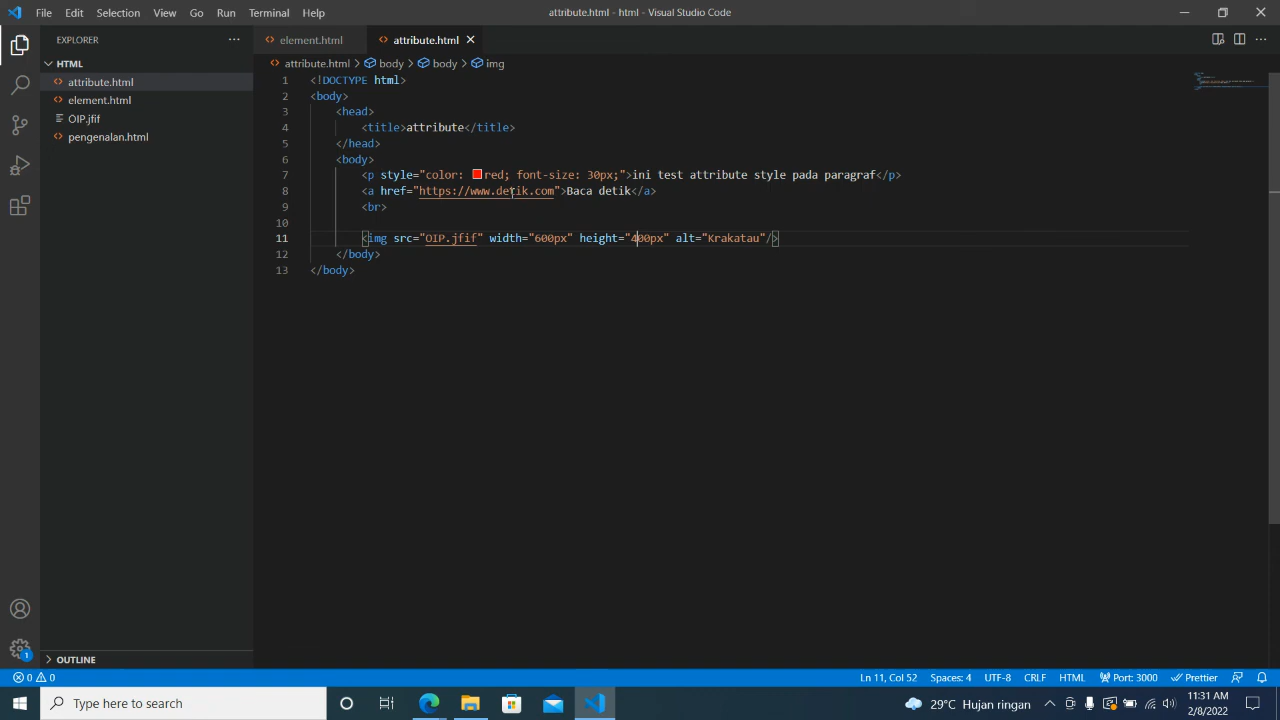 File Edit Selection View Go Run Terminal Help
attribute.html - html - Visual Studio Code
EXPLORER
HTML
attribute.html
element.html
OIP.jfif
pengenalan.html
OUTLINE
element.html attribute.html
attribute.html > body > body > img
1 <!DOCTYPE html>
2 <body>
3 <head>
4 <title>attribute</title>
5 </head>
6 <body>
7 <p style="color: red; font-size: 30px;">ini test attribute style pada paragraf</p>
8 <a href="https://www.detik.com">Baca detik</a>
9 <br>
10
11 <img src="OIP.jfif" width="600px" height="400px" alt="Krakatau"/>
12 </body>
13 </body>
1
0 0 Ln 11, Col 52 Spaces: 4 UTF-8 CRLF HTML Port: 3000 Prettier
Type here to search
29°C Hujan ringan
11:31 AM
2/8/2022